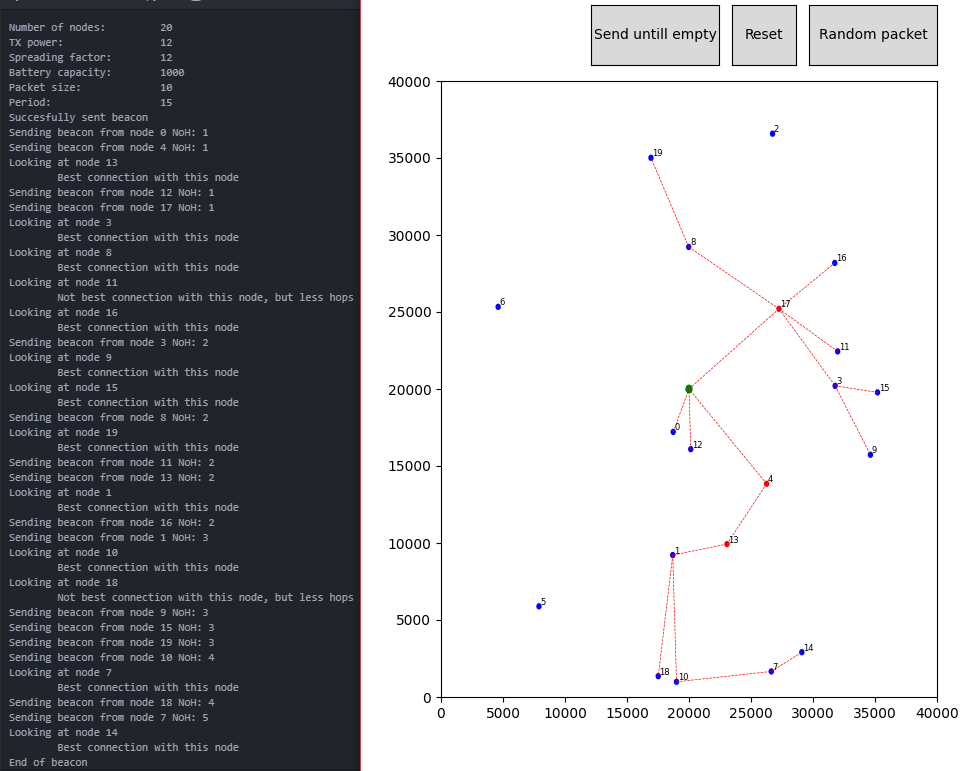 Number of nodes: 20
TX power: 12
Spreading factor: 12
Battery capacity: 1000
Packet size: 10
Period: 15
Succesfully sent beacon
Sending beacon from node 0 NoH: 1
Sending beacon from node 4 NoH: 1
Looking at node 13
Best connection with this node
Sending beacon from node 12 NoH: 1
Sending beacon from node 17 NoH: 1
Looking at node 3
Best connection with this node
Looking at node 8
Best connection with this node
Looking at node 11
Not best connection with this node, but less hops
Looking at node 16
Best connection with this node
Sending beacon from node 3 NoH: 2
Looking at node 9
Best connection with this node
Looking at node 15
Best connection with this node
Sending beacon from node 8 NoH: 2
Looking at node 19
Best connection with this node
Sending beacon from node 11 NoH: 2
Sending beacon from node 13 NoH: 2
Looking at node 1
Best connection with this node
Sending beacon from node 16 NoH: 2
Sending beacon from node 1 NoH: 3
Looking at node 10
Best connection with this node
Looking at node 18
Not best connection with this node, but less hops
Sending beacon from node 9 NoH: 3
Sending beacon from node 15 NoH: 3
Sending beacon from node 19 NoH: 3
Sending beacon from node 10 NoH: 4
Looking at node 7
Best connection with this node
Sending beacon from node 18 NoH: 4
Sending beacon from node 7 NoH: 5
Looking at node 14
Best connection with this node
End of beacon
Send untill empty
Reset
Random packet
40000
2
19
35000
8
30000
16
17
6
25000
11
3
15
20000
0
12
9
15000
4
13
10000
1
5
5000
14
7
18
10
0
0 5000 10000 15000 20000 25000 30000 35000 40000